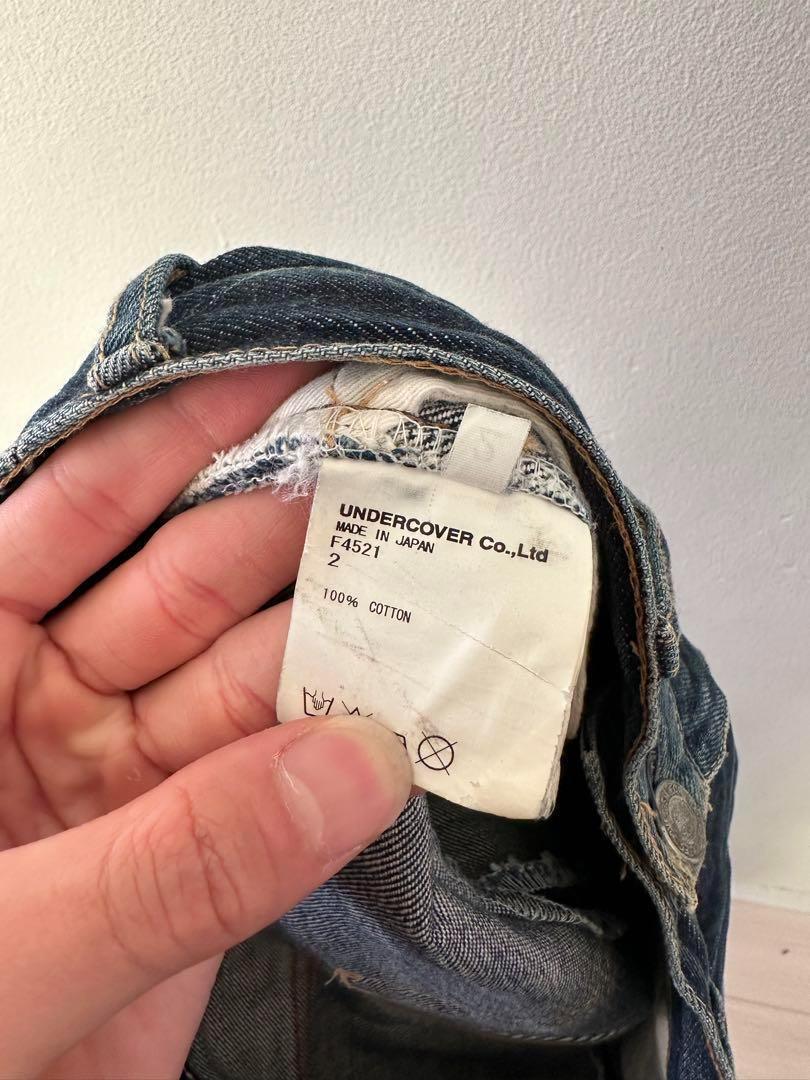 UNDERCOVER Co.,Ltd
MADE IN JAPAN
F4521
2
100% COTTON